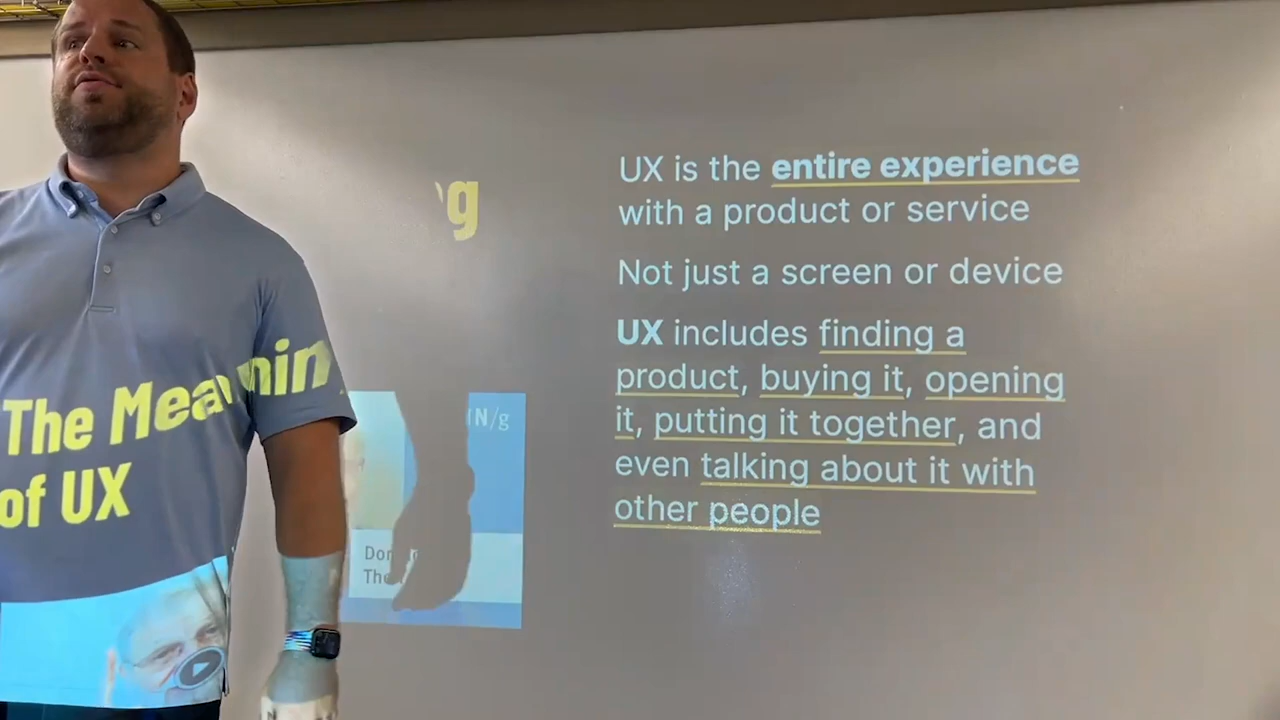 The Meaning
of UX
UX is the entire experience
with a product or service
Not just a screen or device
UX includes finding a
product, buying it, opening
it, putting it together, and
even talking about it with
other people
N/g